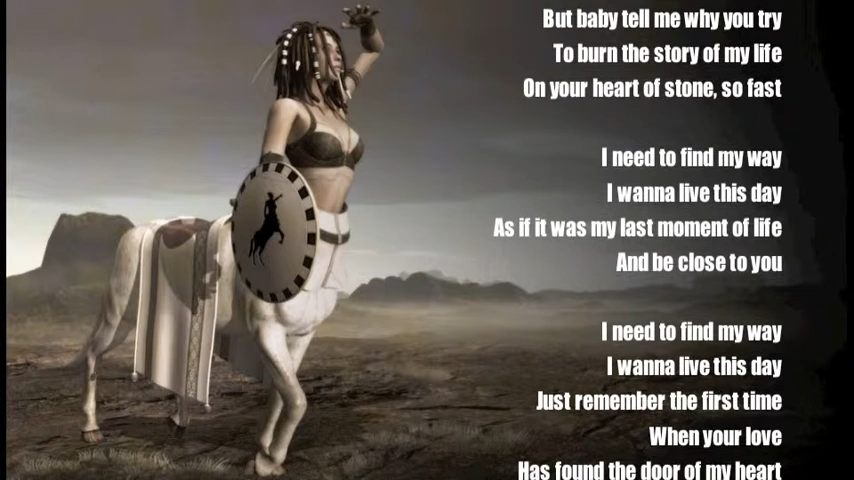 But baby tell me why you try
To burn the story of my life
On your heart of stone, so fast
I need to find my way
I wanna live this day
As if it was my last moment of life
And be close to you
I need to find my way
I wanna live this day
Just remember the first time
When your love
Has found the door of my heart